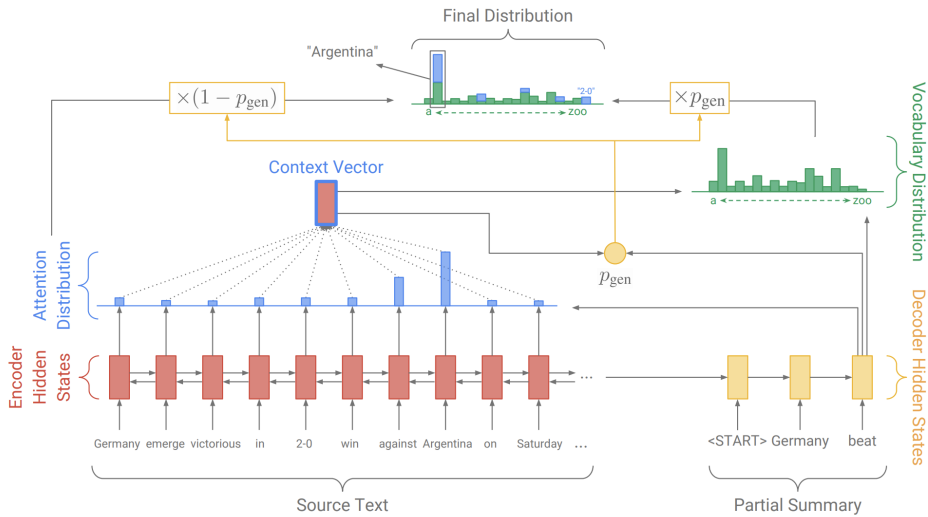 Final Distribution
"Argentina"
×(1 − p_gen)
"2-0"
×p_gen
a
zoo
Context Vector
a
zoo
Vocabulary Distribution
p_gen
Attention
Distribution
Encoder
Hidden
States
...
Decoder Hidden States
Germany emerge victorious in 2-0 win against Argentina on Saturday ...
<START> Germany beat
Source Text
Partial Summary